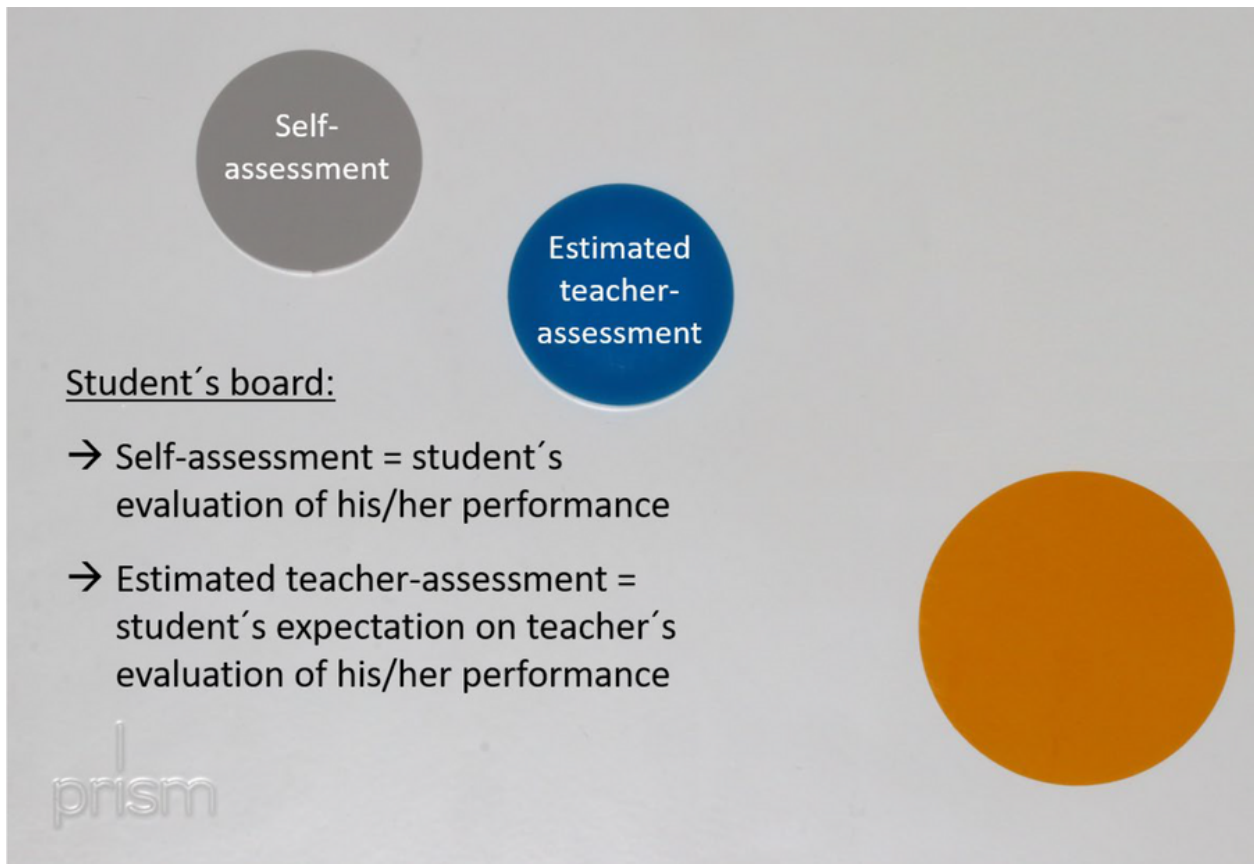 Self-
assessment
Estimated
teacher-
assessment
Student´s board:
→ Self-assessment = student´s
evaluation of his/her performance
→ Estimated teacher-assessment =
student´s expectation on teacher´s
evaluation of his/her performance
prism